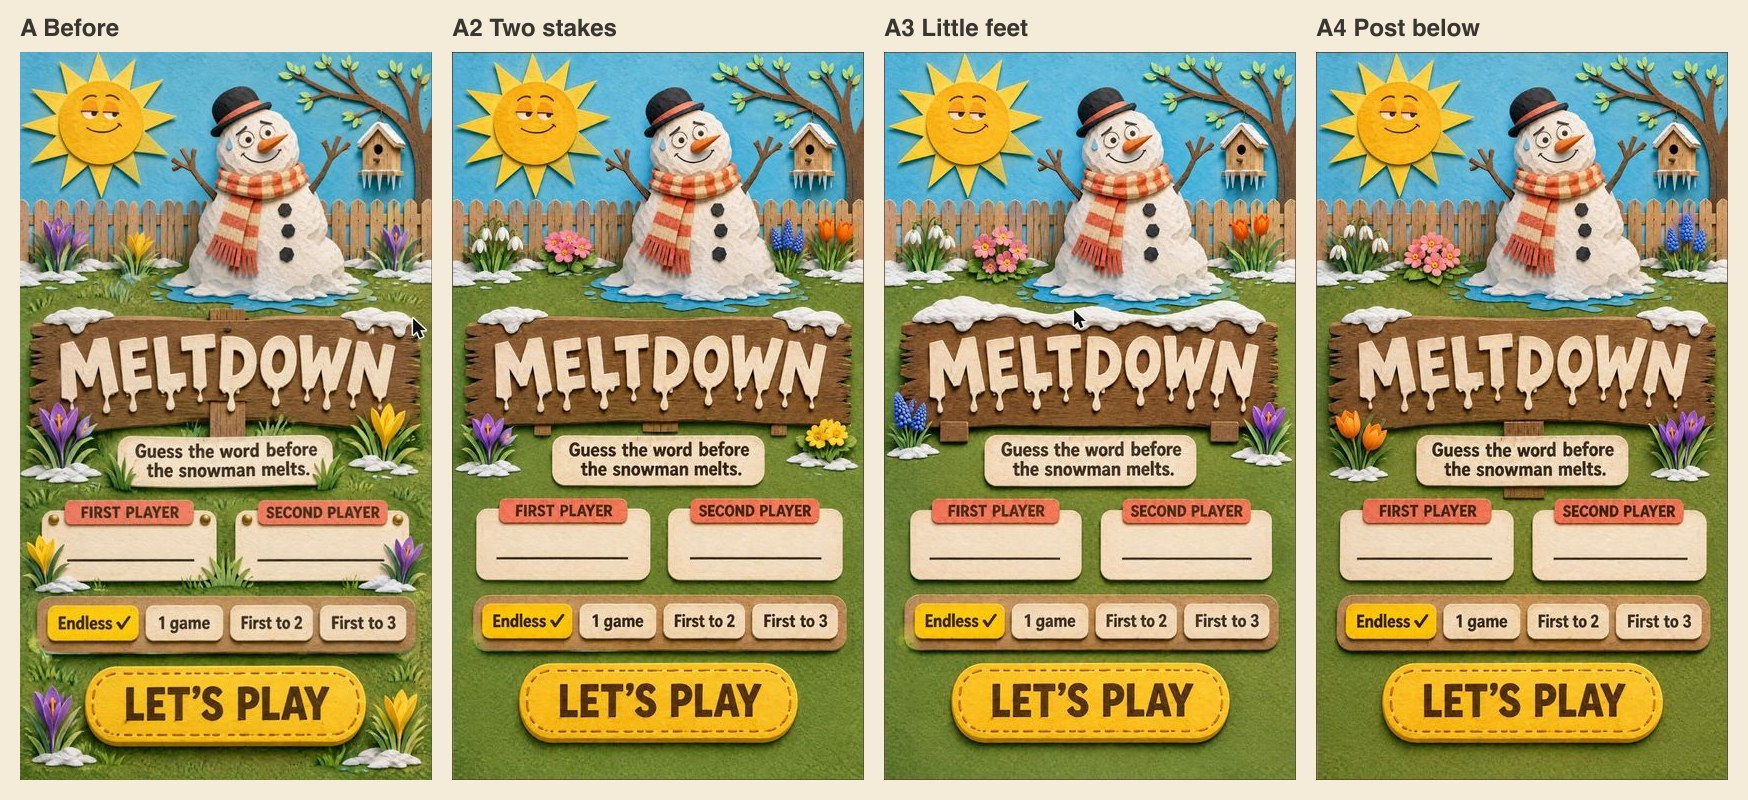 A Before
MELTDOWN
Guess the word before
the snowman melts.
FIRST PLAYER
SECOND PLAYER
Endless ✓
1 game
First to 2
First to 3
LET'S PLAY
A2 Two stakes
MELTDOWN
Guess the word before
the snowman melts.
FIRST PLAYER
SECOND PLAYER
Endless ✓
1 game
First to 2
First to 3
LET'S PLAY
A3 Little feet
MELTDOWN
Guess the word before
the snowman melts.
FIRST PLAYER
SECOND PLAYER
Endless ✓
1 game
First to 2
First to 3
LET'S PLAY
A4 Post below
MELTDOWN
Guess the word before
the snowman melts.
FIRST PLAYER
SECOND PLAYER
Endless ✓
1 game
First to 2
First to 3
LET'S PLAY